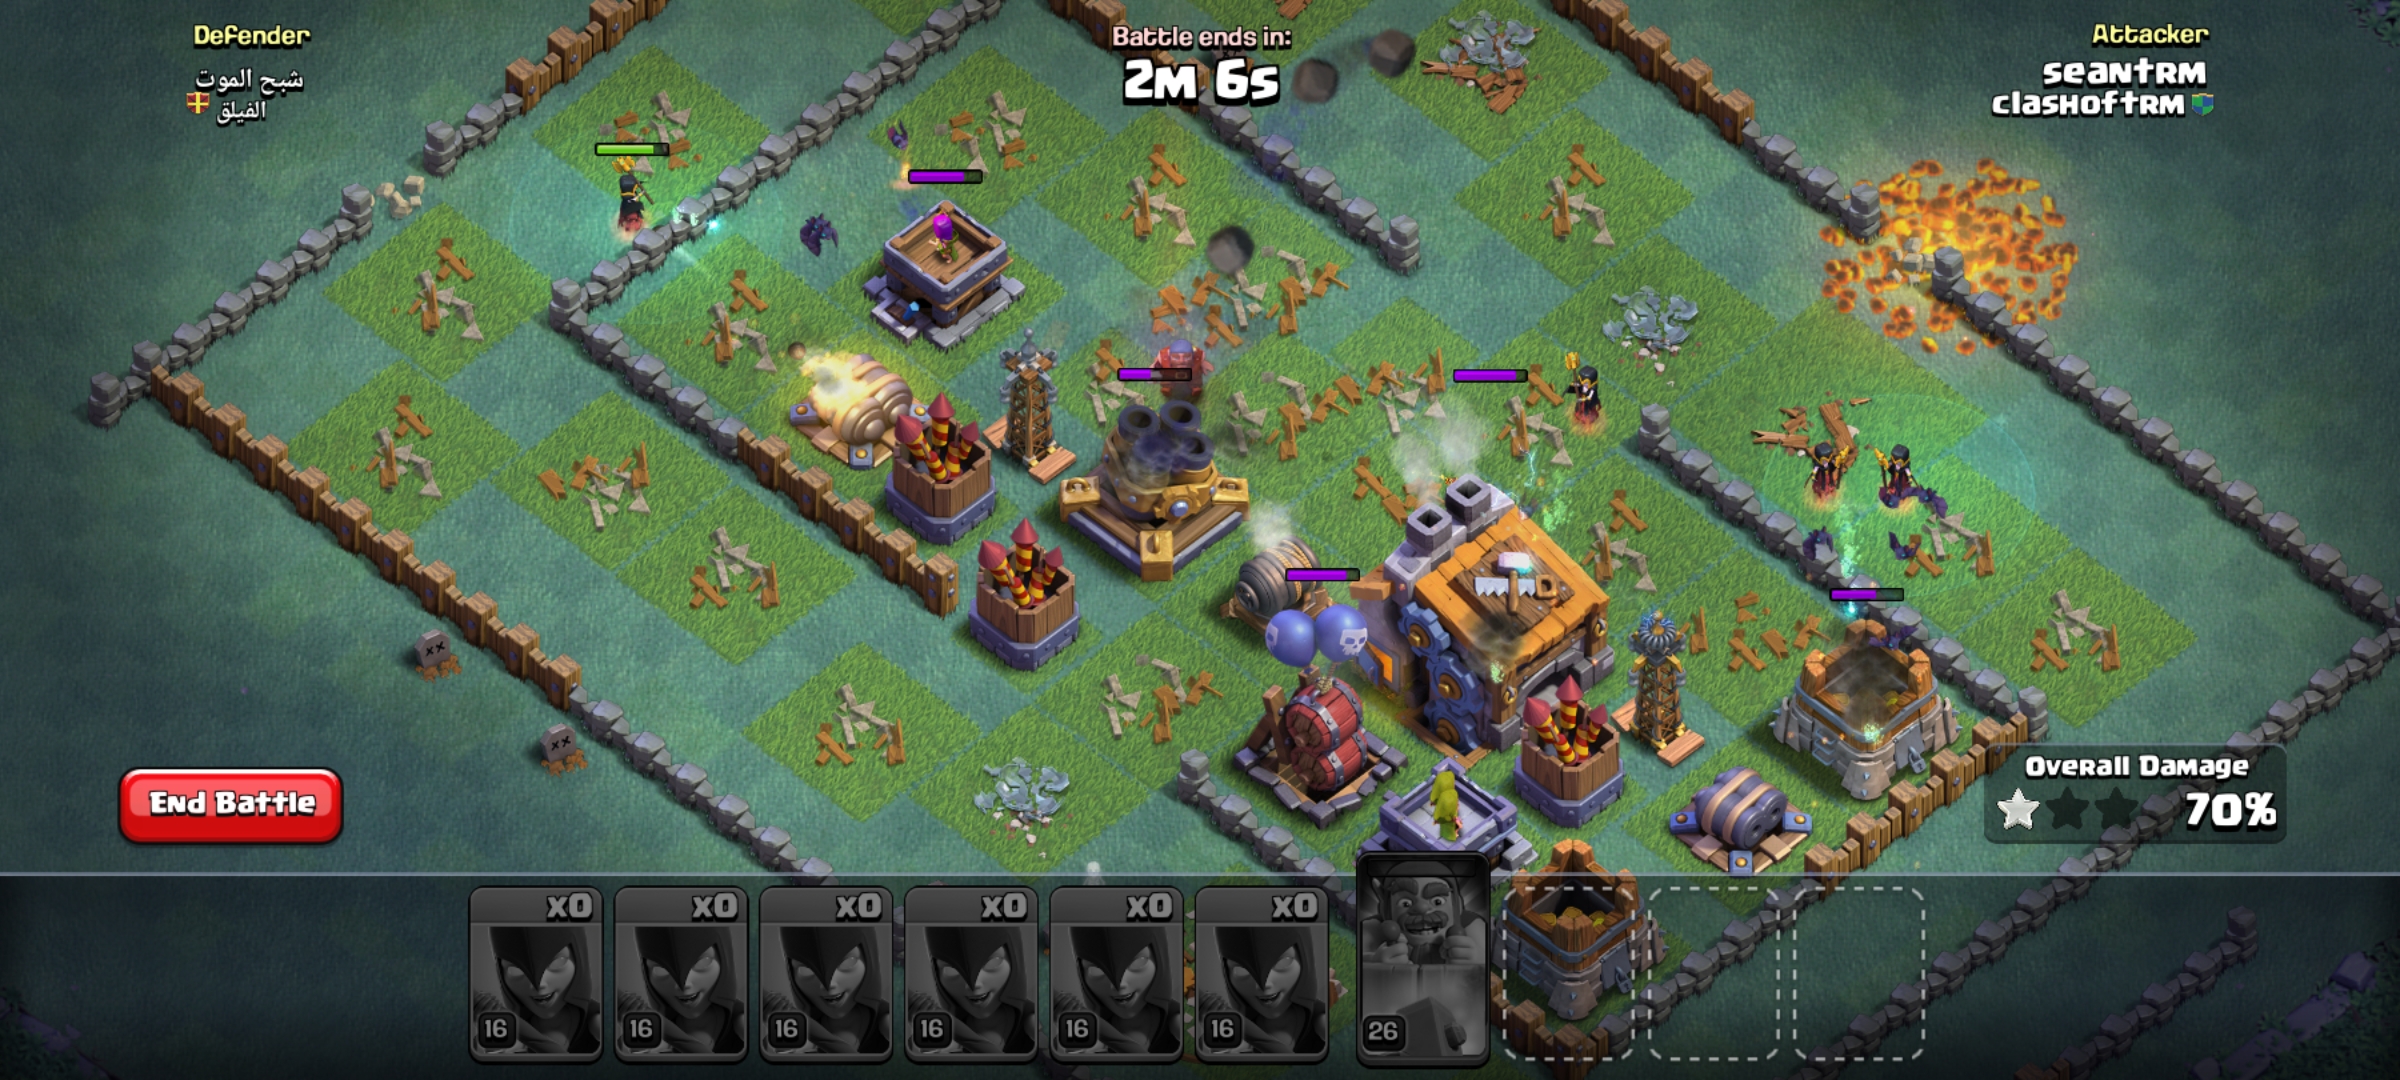 Defender
شبح الموت
الفيلق
Battle ends in:
2M 6s
Attacker
seantrm
clashoftrm
End Battle
Overall Damage
70%
x0
x0
x0
x0
x0
x0
16
16
16
16
16
16
26